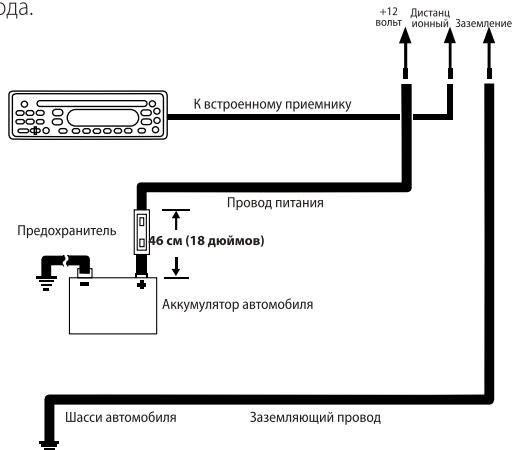 ода.
+12
вольт
Дистанц
ионный
Заземление
К встроенному приемнику
Провод питания
Предохранитель
46 см (18 дюймов)
Аккумулятор автомобиля
Шасси автомобиля
Заземляющий провод